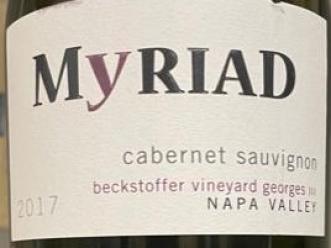 MyRIAD
cabernet sauvignon
beckstoffer vineyard georges III
2017 NAPA VALLEY